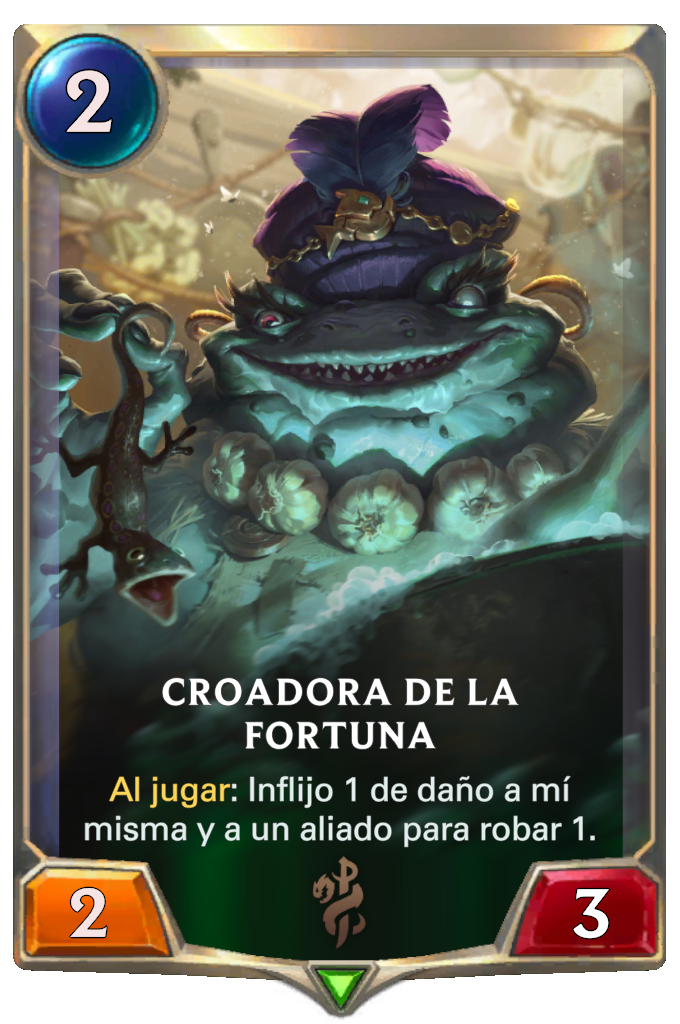 2
CROADORA DE LA
FORTUNA
Al jugar: Inflijo 1 de daño a mí
misma y a un aliado para robar 1.
2
3